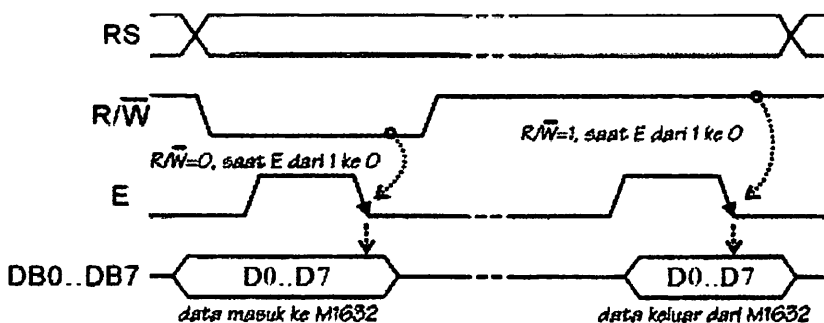 RS
R/W̅
R/W̅=0, saat E dari 1 ke 0
R/W̅=1, saat E dari 1 ke 0
E
DB0..DB7
D0..D7
D0..D7
data masuk ke M1632
data keluar dari M1632